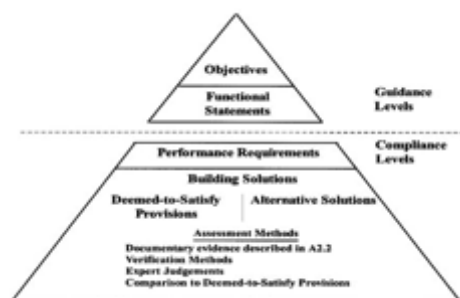 Objectives
Functional
Statements
Guidance
Levels
Compliance
Levels
Performance Requirements
Building Solutions
Deemed-to-Satisfy
Provisions
Alternative Solutions
Assessment Methods
Documentary evidence described in A2.2
Verification Methods
Expert Judgements
Comparison to Deemed-to-Satisfy Provisions